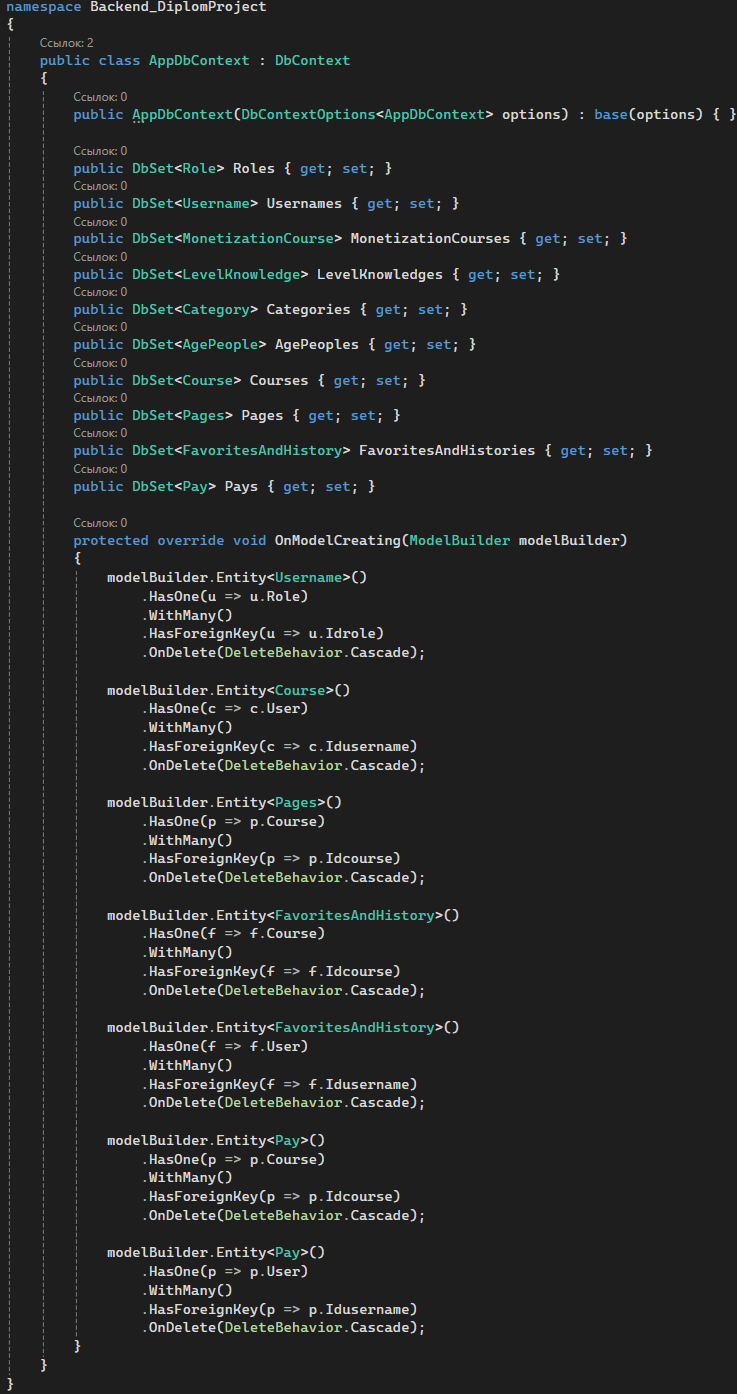 namespace Backend_DiplomProject
{
Ссылок: 2
public class AppDbContext : DbContext
{
Ссылок: 0
public AppDbContext(DbContextOptions<AppDbContext> options) : base(options) { }
Ссылок: 0
public DbSet<Role> Roles { get; set; }
Ссылок: 0
public DbSet<Username> Usernames { get; set; }
Ссылок: 0
public DbSet<MonetizationCourse> MonetizationCourses { get; set; }
Ссылок: 0
public DbSet<LevelKnowledge> LevelKnowledges { get; set; }
Ссылок: 0
public DbSet<Category> Categories { get; set; }
Ссылок: 0
public DbSet<AgePeople> AgePeoples { get; set; }
Ссылок: 0
public DbSet<Course> Courses { get; set; }
Ссылок: 0
public DbSet<Pages> Pages { get; set; }
Ссылок: 0
public DbSet<FavoritesAndHistory> FavoritesAndHistories { get; set; }
Ссылок: 0
public DbSet<Pay> Pays { get; set; }
Ссылок: 0
protected override void OnModelCreating(ModelBuilder modelBuilder)
{
modelBuilder.Entity<Username>()
.HasOne(u => u.Role)
.WithMany()
.HasForeignKey(u => u.Idrole)
.OnDelete(DeleteBehavior.Cascade);
modelBuilder.Entity<Course>()
.HasOne(c => c.User)
.WithMany()
.HasForeignKey(c => c.Idusername)
.OnDelete(DeleteBehavior.Cascade);
modelBuilder.Entity<Pages>()
.HasOne(p => p.Course)
.WithMany()
.HasForeignKey(p => p.Idcourse)
.OnDelete(DeleteBehavior.Cascade);
modelBuilder.Entity<FavoritesAndHistory>()
.HasOne(f => f.Course)
.WithMany()
.HasForeignKey(f => f.Idcourse)
.OnDelete(DeleteBehavior.Cascade);
modelBuilder.Entity<FavoritesAndHistory>()
.HasOne(f => f.User)
.WithMany()
.HasForeignKey(f => f.Idusername)
.OnDelete(DeleteBehavior.Cascade);
modelBuilder.Entity<Pay>()
.HasOne(p => p.Course)
.WithMany()
.HasForeignKey(p => p.Idcourse)
.OnDelete(DeleteBehavior.Cascade);
modelBuilder.Entity<Pay>()
.HasOne(p => p.User)
.WithMany()
.HasForeignKey(p => p.Idusername)
.OnDelete(DeleteBehavior.Cascade);
}
}
}